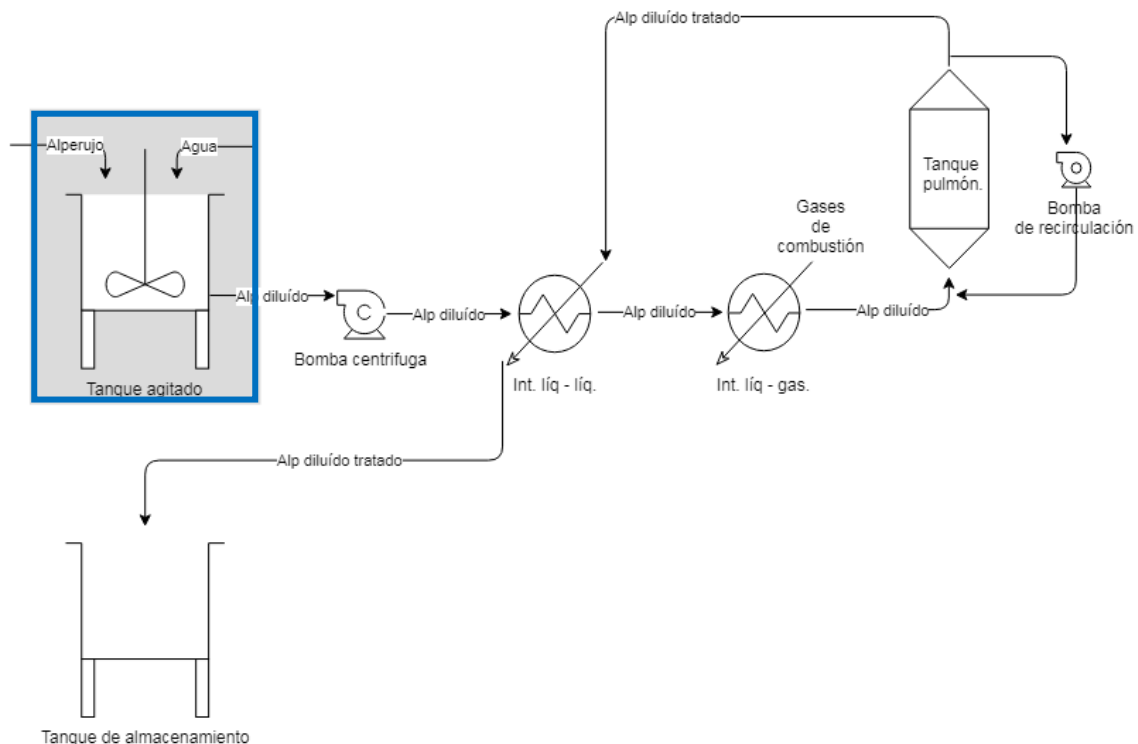 Alp diluído tratado
Alperujo
Agua
Tanque
pulmón.
Gases
de
combustión
Bomba
de recirculación
Alp diluído
C
Alp diluído
Alp diluído
Alp diluído
Bomba centrifuga
Int. líq - líq.
Int. líq - gas.
Tanque agitado
Alp diluído tratado
Tanque de almacenamiento